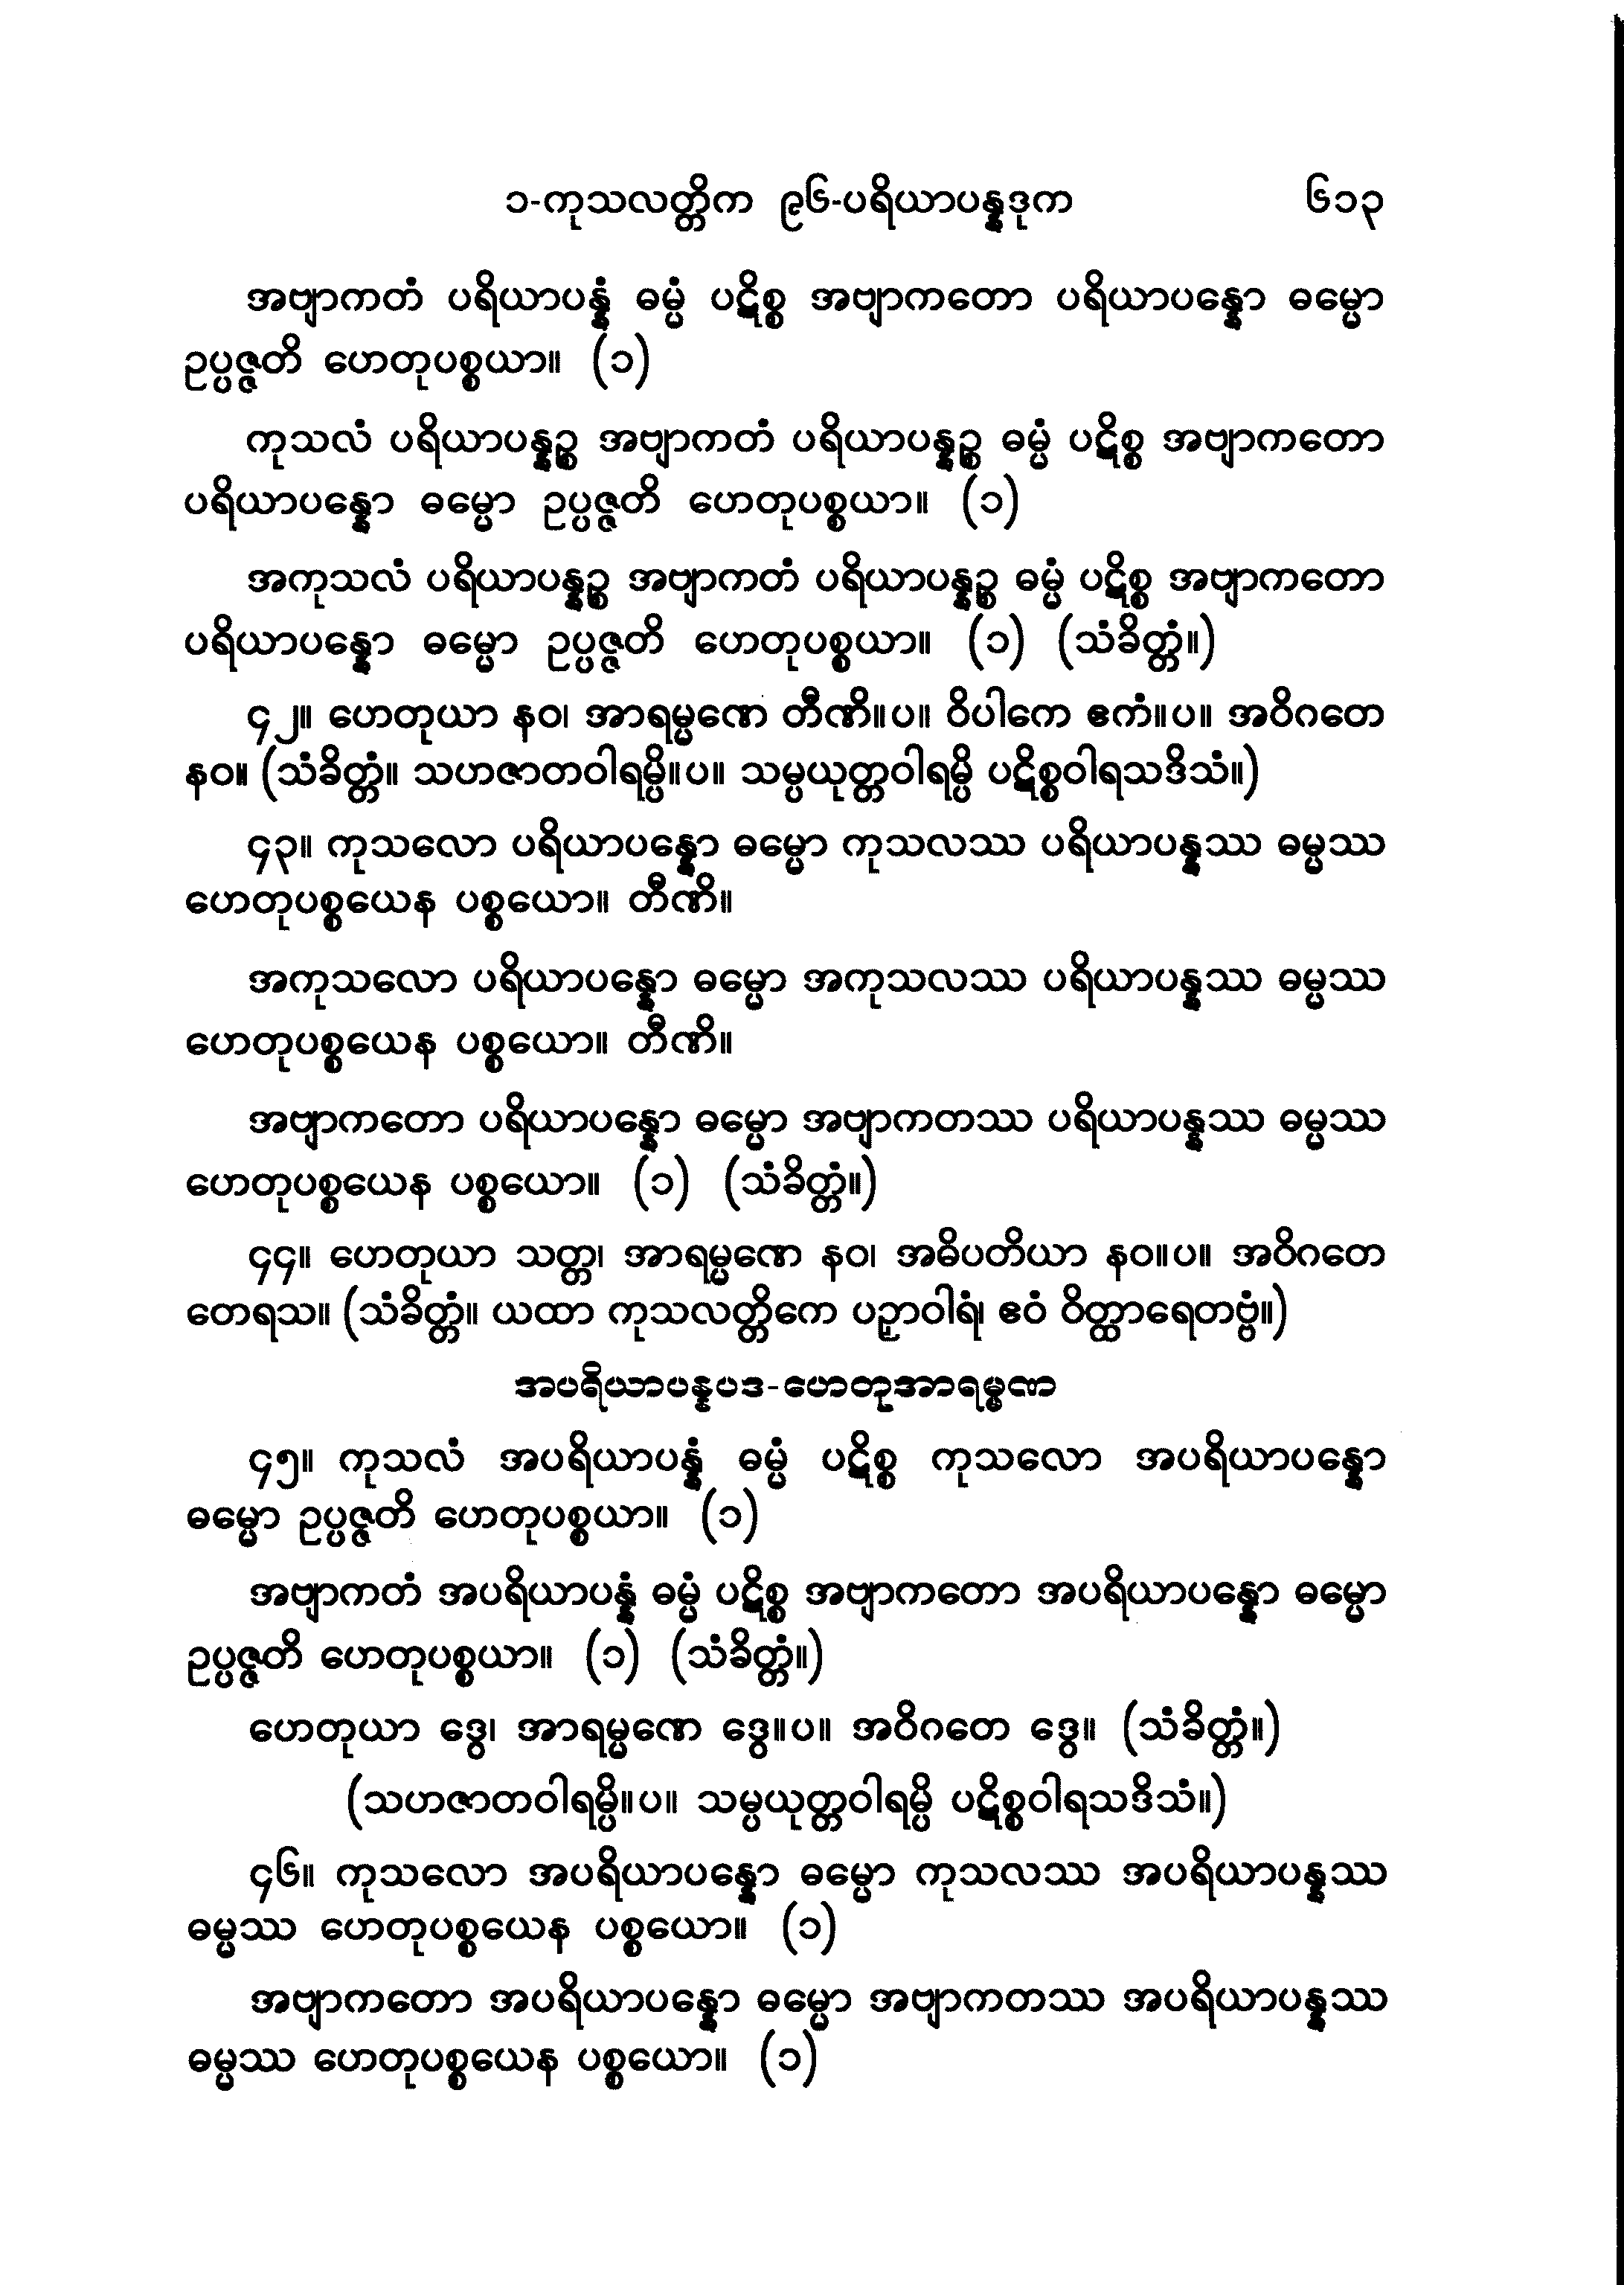 ၁-ကုသလတ္တိက ၉၆-ပရိယာပန္နဒုက ၆၁၃
အဗျာကတံ ပရိယာပန္နံ ဓမ္မံ ပဋိစ္စ အဗျာကတော ပရိယာပန္နော ဓမ္မော
ဥပ္ပဇ္ဇတိ ဟေတုပစ္စယာ။ (၁)
ကုသလံ ပရိယာပန္နဉ္စ အဗျာကတံ ပရိယာပန္နဉ္စ ဓမ္မံ ပဋိစ္စ အဗျာကတော
ပရိယာပန္နော ဓမ္မော ဥပ္ပဇ္ဇတိ ဟေတုပစ္စယာ။ (၁)
အကုသလံ ပရိယာပန္နဉ္စ အဗျာကတံ ပရိယာပန္နဉ္စ ဓမ္မံ ပဋိစ္စ အဗျာကတော
ပရိယာပန္နော ဓမ္မော ဥပ္ပဇ္ဇတိ ဟေတုပစ္စယာ။ (၁) (သံခိတ္တံ။)
၄၂။ ဟေတုယာ နဝ၊ အာရမ္မဏေ တီဏိ။ပ။ ဝိပါကေ ဧကံ။ပ။ အဝိဂတေ
နဝ။ (သံခိတ္တံ။ သဟဇာတဝါရမ္ပိ။ပ။ သမ္ပယုတ္တဝါရမ္ပိ ပဋိစ္စဝါရသဒိသံ။)
၄၃။ ကုသလော ပရိယာပန္နော ဓမ္မော ကုသလဿ ပရိယာပန္နဿ ဓမ္မဿ
ဟေတုပစ္စယေန ပစ္စယော။ တီဏိ။
အကုသလော ပရိယာပန္နော ဓမ္မော အကုသလဿ ပရိယာပန္နဿ ဓမ္မဿ
ဟေတုပစ္စယေန ပစ္စယော။ တီဏိ။
အဗျာကတော ပရိယာပန္နော ဓမ္မော အဗျာကတဿ ပရိယာပန္နဿ ဓမ္မဿ
ဟေတုပစ္စယေန ပစ္စယော။ (၁) (သံခိတ္တံ။)
၄၄။ ဟေတုယာ သတ္တ၊ အာရမ္မဏေ နဝ၊ အဓိပတိယာ နဝ။ပ။ အဝိဂတေ
တေရသ။ (သံခိတ္တံ။ ယထာ ကုသလတ္တိကေ ပဉှာဝါရံ၊ ဧဝံ ဝိတ္ထာရေတဗ္ဗံ။)
အပရိယာပန္နပဒ-ဟေတုအာရမ္မဏ
၄၅။ ကုသလံ အပရိယာပန္နံ ဓမ္မံ ပဋိစ္စ ကုသလော အပရိယာပန္နော
ဓမ္မော ဥပ္ပဇ္ဇတိ ဟေတုပစ္စယာ။ (၁)
အဗျာကတံ အပရိယာပန္နံ ဓမ္မံ ပဋိစ္စ အဗျာကတော အပရိယာပန္နော ဓမ္မော
ဥပ္ပဇ္ဇတိ ဟေတုပစ္စယာ။ (၁) (သံခိတ္တံ။)
ဟေတုယာ ဒွေ၊ အာရမ္မဏေ ဒွေ။ပ။ အဝိဂတေ ဒွေ။ (သံခိတ္တံ။)
(သဟဇာတဝါရမ္ပိ။ပ။ သမ္ပယုတ္တဝါရမ္ပိ ပဋိစ္စဝါရသဒိသံ။)
၄၆။ ကုသလော အပရိယာပန္နော ဓမ္မော ကုသလဿ အပရိယာပန္နဿ
ဓမ္မဿ ဟေတုပစ္စယေန ပစ္စယော။ (၁)
အဗျာကတော အပရိယာပန္နော ဓမ္မော အဗျာကတဿ အပရိယာပန္နဿ
ဓမ္မဿ ဟေတုပစ္စယေန ပစ္စယော။ (၁)